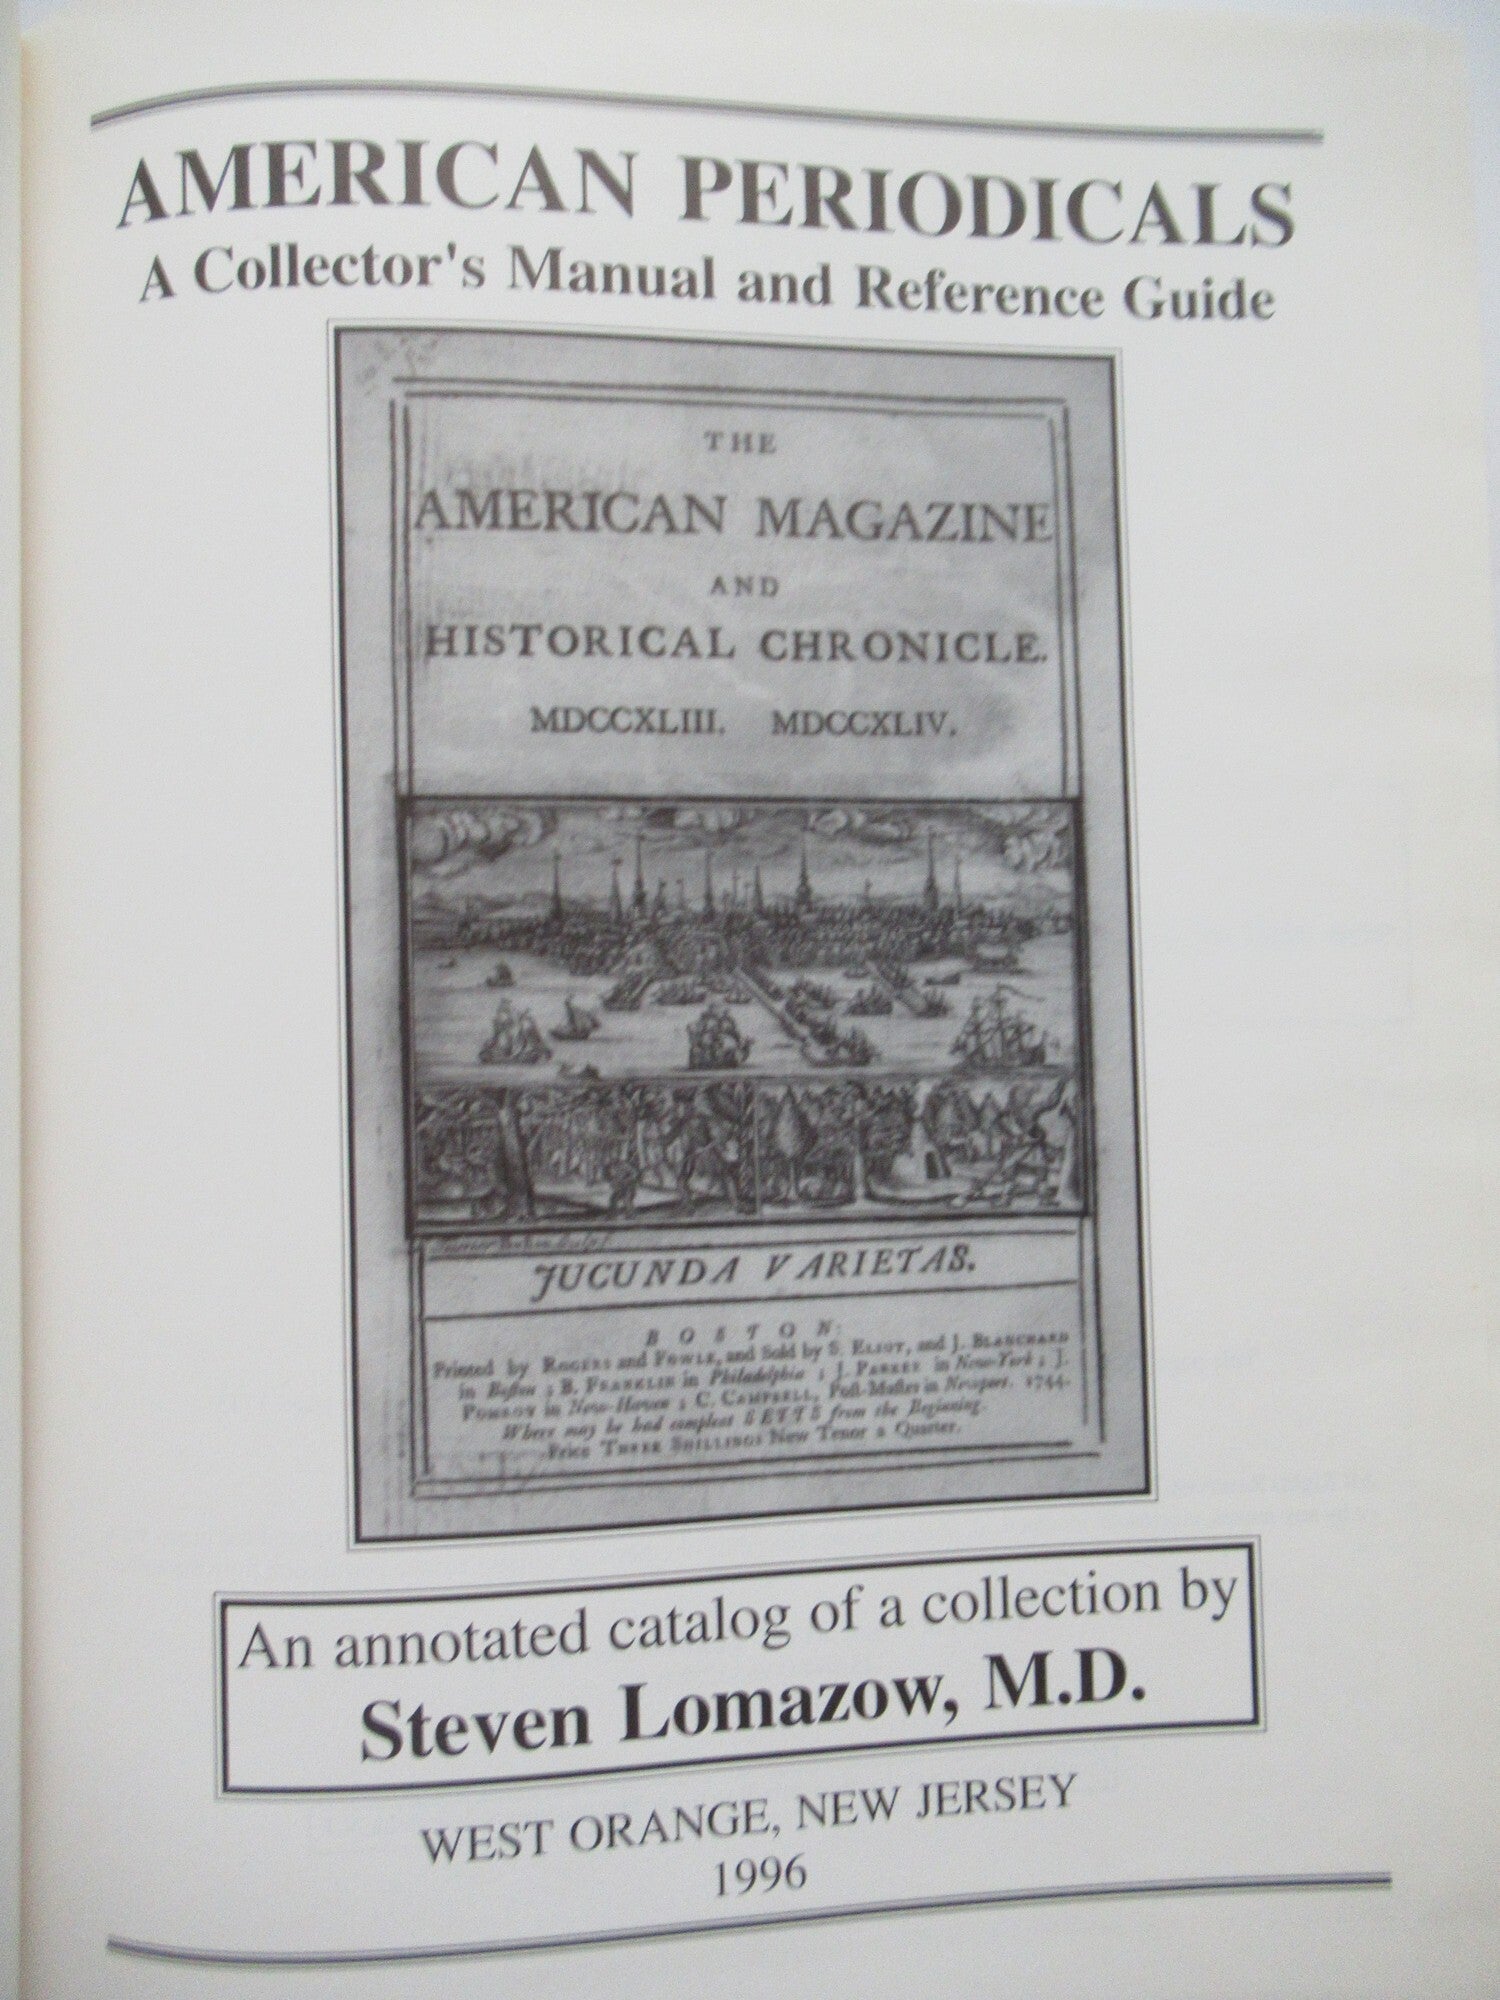 AMERICAN PERIODICALS
A Collector's Manual and Reference Guide
THE
AMERICAN MAGAZINE
AND
HISTORICAL CHRONICLE.
MDCCXLIII. MDCCXLIV.
JUCUNDA VARIETAS.
BOSTON:
Printed by ROGERS and FOWLE, and Sold by S. ELIOT, and J. BLANCHARD
in Boston; B. FRANKLIN in Philadelphia; J. PARKER in New-York; J.
POMROY in New-Haven; C. CAMPBELL, Post-Master in Newport. 1744.
Where may be had compleat SETTS from the Beginning.
Price THREE SHILLINGS New Tenor a Quarter.
An annotated catalog of a collection by
Steven Lomazow, M.D.
WEST ORANGE, NEW JERSEY
1996